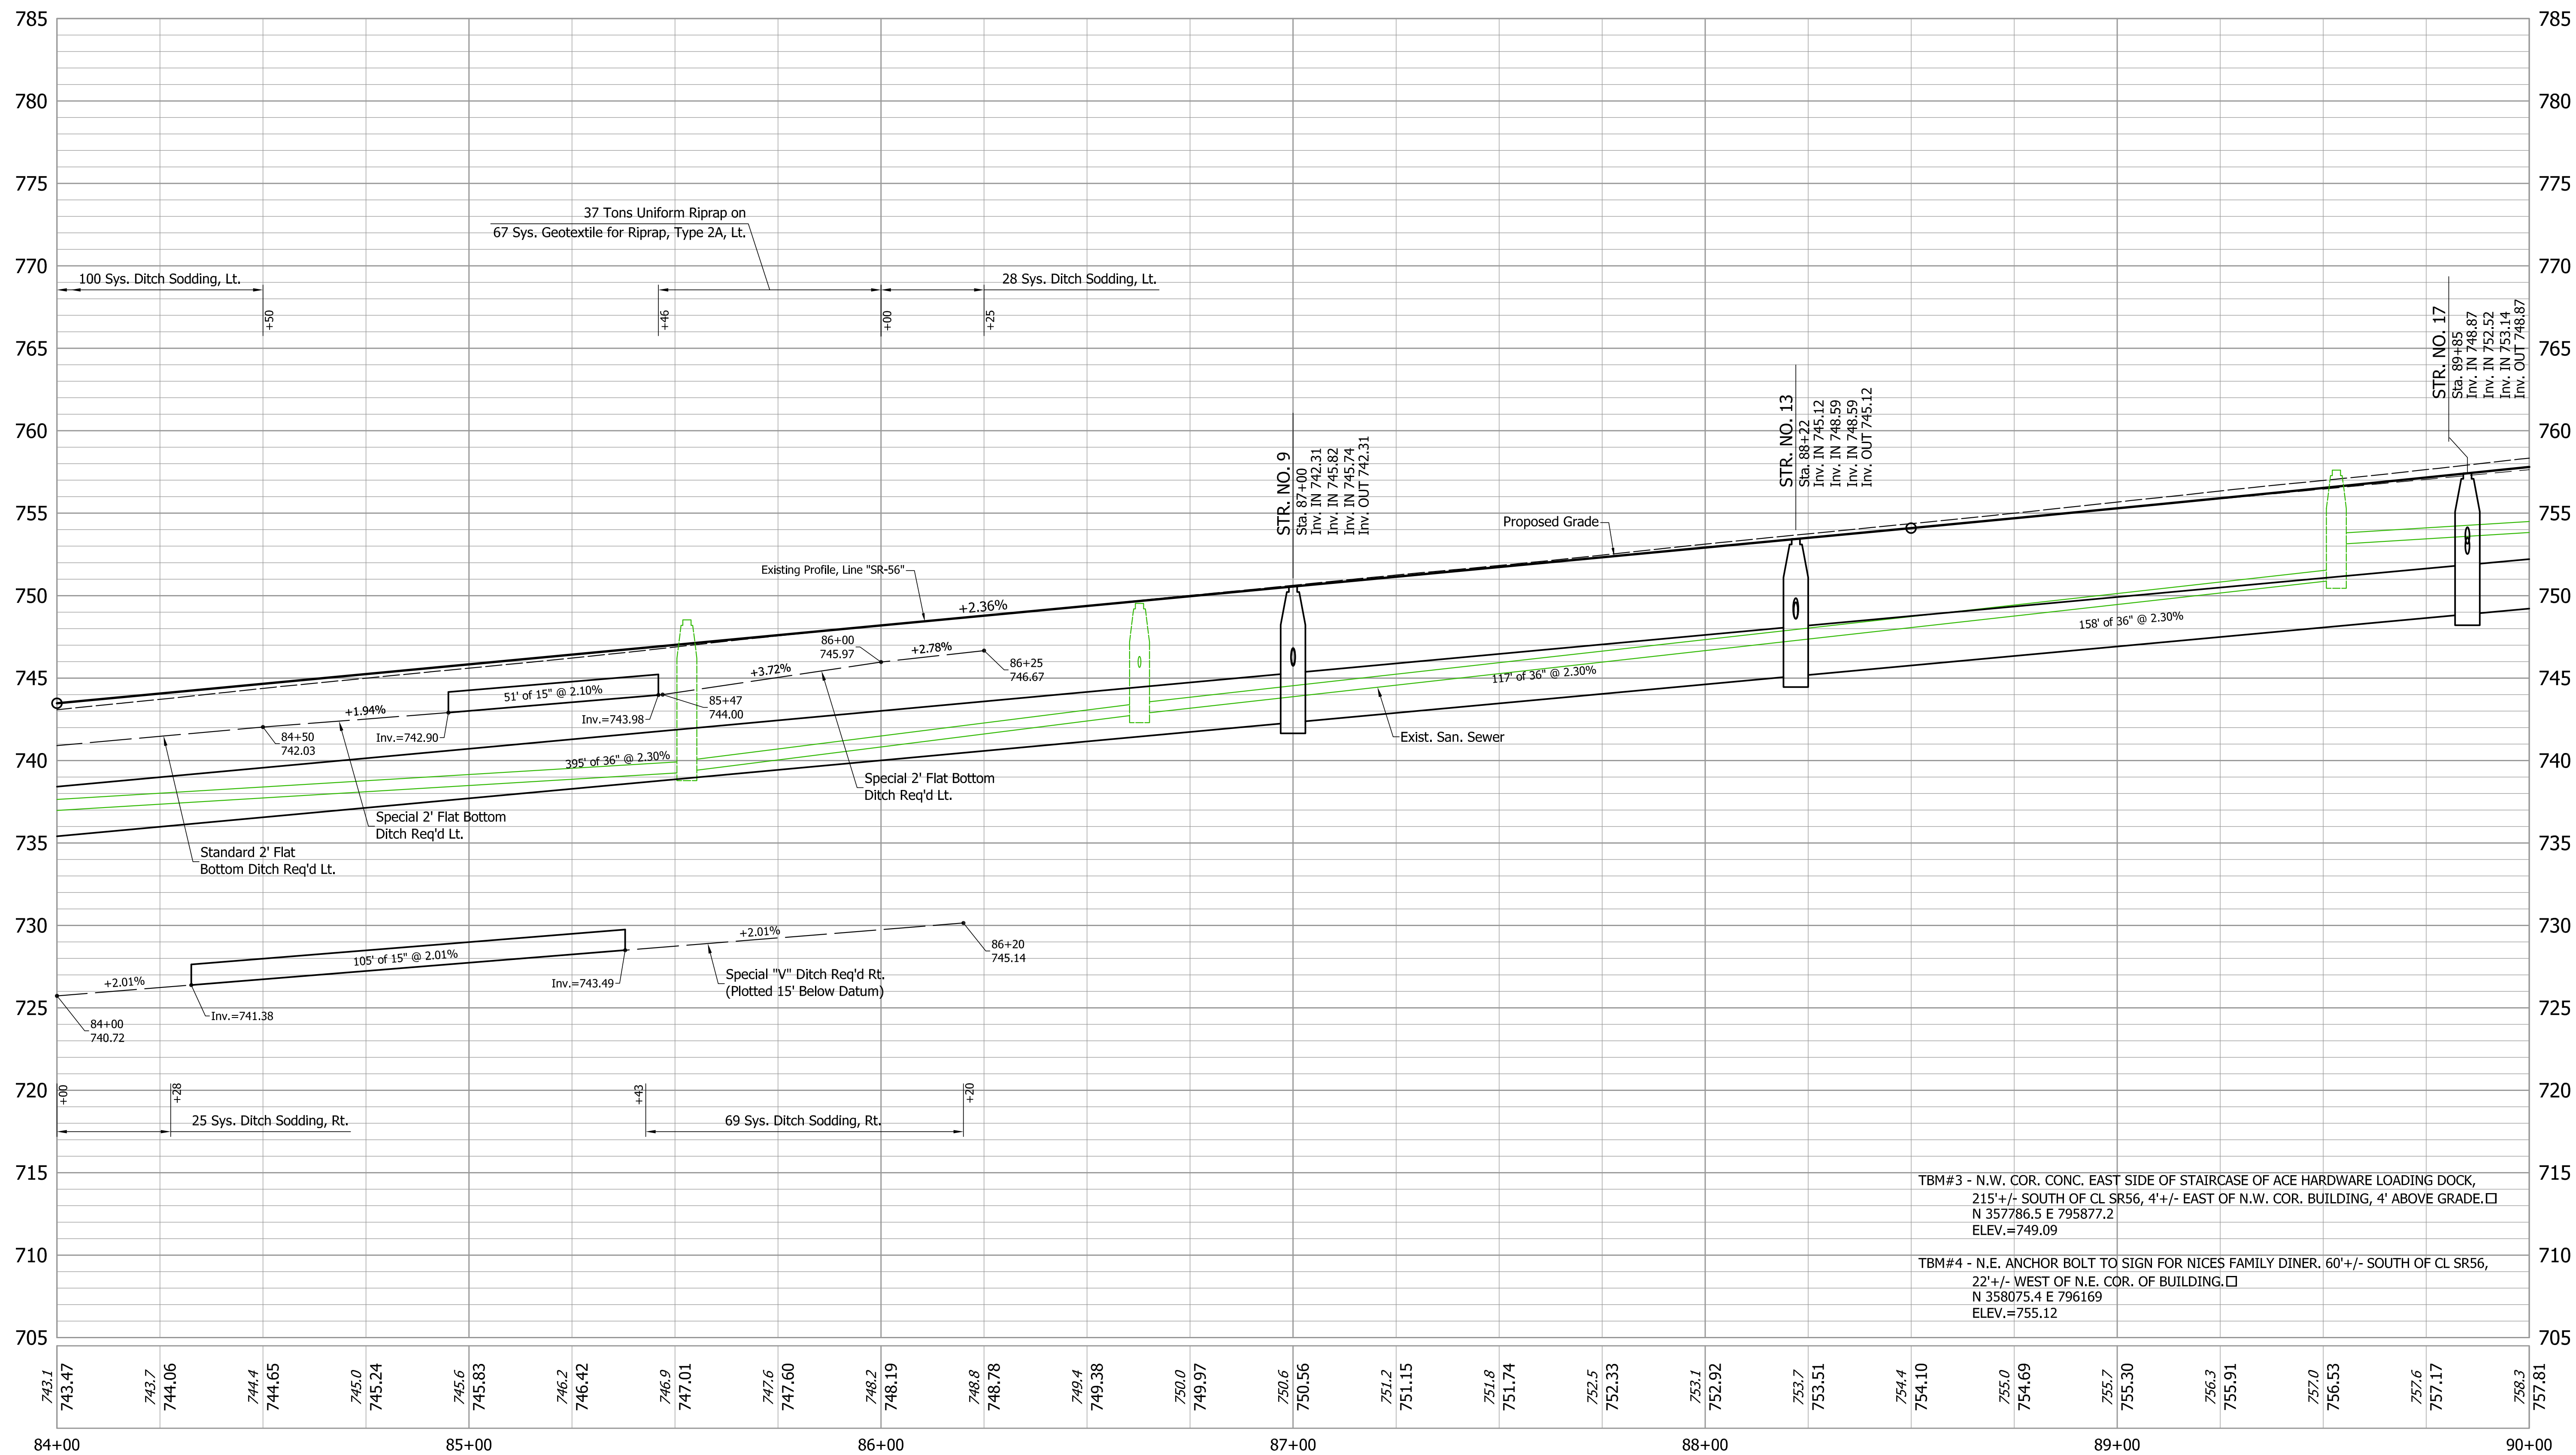 785
785
780
780
775
775
37 Tons Uniform Riprap on
67 Sys. Geotextile for Riprap, Type 2A, Lt.
770
770
100 Sys. Ditch Sodding, Lt.
28 Sys. Ditch Sodding, Lt.
+50
+46
+00
+25
765
765
STR. NO. 17
Sta. 89+85
Inv. IN 748.87
Inv. IN 752.52
Inv. IN 753.14
Inv. OUT 748.87
760
760
STR. NO. 13
Sta. 88+22
Inv. IN 745.12
Inv. IN 748.59
Inv. IN 748.59
Inv. OUT 745.12
STR. NO. 9
Sta. 87+00
Inv. IN 742.31
Inv. IN 745.82
Inv. IN 745.74
Inv. OUT 742.31
755
755
Proposed Grade
Existing Profile, Line "SR-56"
750
750
+2.36%
158' of 36" @ 2.30%
86+00
745.97
+2.78%
86+25
746.67
+3.72%
745
745
117' of 36" @ 2.30%
51' of 15" @ 2.10%
85+47
744.00
+1.94%
Inv.=743.98
84+50
742.03
Inv.=742.90
Exist. San. Sewer
740
740
395' of 36" @ 2.30%
Special 2' Flat Bottom
Ditch Req'd Lt.
Special 2' Flat Bottom
Ditch Req'd Lt.
735
735
Standard 2' Flat
Bottom Ditch Req'd Lt.
730
730
+2.01%
86+20
745.14
105' of 15" @ 2.01%
Special "V" Ditch Req'd Rt.
(Plotted 15' Below Datum)
+2.01%
Inv.=743.49
725
725
Inv.=741.38
84+00
740.72
720
720
+00
+28
+43
+20
25 Sys. Ditch Sodding, Rt.
69 Sys. Ditch Sodding, Rt.
715
715
TBM#3 - N.W. COR. CONC. EAST SIDE OF STAIRCASE OF ACE HARDWARE LOADING DOCK,
215'+/- SOUTH OF CL SR56, 4'+/- EAST OF N.W. COR. BUILDING, 4' ABOVE GRADE.□
N 357786.5 E 795877.2
ELEV.=749.09
710
710
TBM#4 - N.E. ANCHOR BOLT TO SIGN FOR NICES FAMILY DINER. 60'+/- SOUTH OF CL SR56,
22'+/- WEST OF N.E. COR. OF BUILDING.□
N 358075.4 E 796169
ELEV.=755.12
705
705
743.1
743.47
743.7
744.06
744.4
744.65
745.0
745.24
745.6
745.83
746.2
746.42
746.9
747.01
747.6
747.60
748.2
748.19
748.8
748.78
749.4
749.38
750.0
749.97
750.6
750.56
751.2
751.15
751.8
751.74
752.5
752.33
753.1
752.92
753.7
753.51
754.4
754.10
755.0
754.69
755.7
755.30
756.3
755.91
757.0
756.53
757.6
757.17
758.3
757.81
84+00
85+00
86+00
87+00
88+00
89+00
90+00